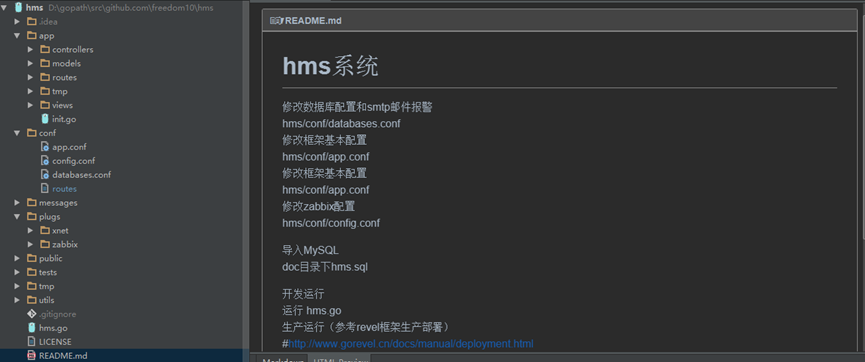 hms D:\gopath\src\github.com\freedom10\hms
.idea
app
controllers
models
routes
tmp
views
init.go
conf
app.conf
config.conf
databases.conf
routes
messages
plugs
xnet
zabbix
public
tests
tmp
utils
.gitignore
hms.go
LICENSE
README.md
README.md
hms系统
修改数据库配置和smtp邮件报警
hms/conf/databases.conf
修改框架基本配置
hms/conf/app.conf
修改框架基本配置
hms/conf/app.conf
修改zabbix配置
hms/conf/config.conf
导入MySQL
doc目录下hms.sql
开发运行
运行 hms.go
生产运行（参考revel框架生产部署）
#http://www.gorevel.cn/docs/manual/deployment.html
Markdown HTML Preview